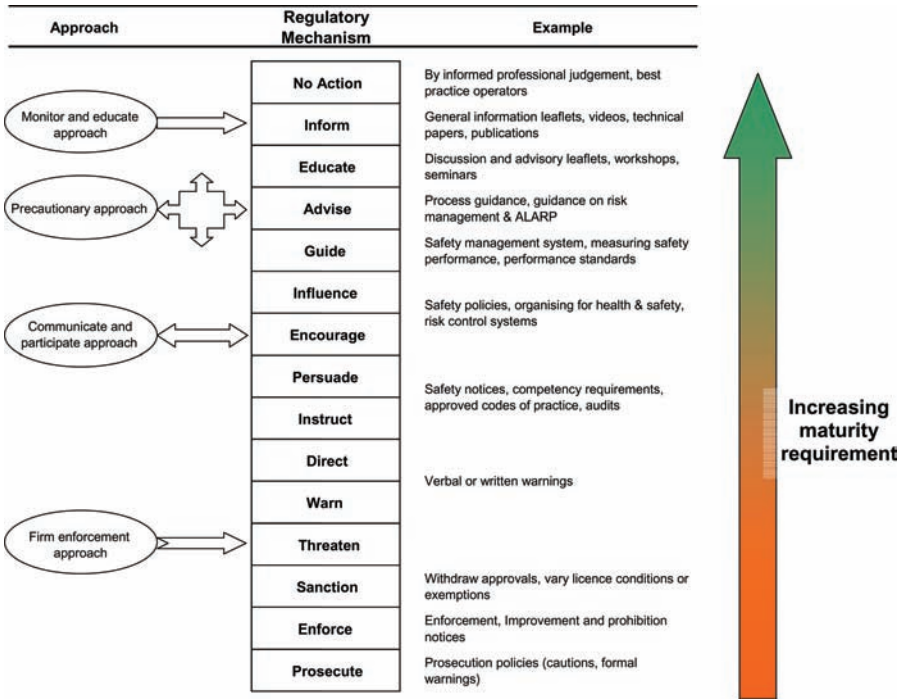 Approach
Regulatory
Mechanism
Example
No Action
By informed professional judgement, best
practice operators
Monitor and educate
approach
Inform
General information leaflets, videos, technical
papers, publications
Educate
Discussion and advisory leaflets, workshops,
seminars
Precautionary approach
Advise
Process guidance, guidance on risk
management & ALARP
Guide
Safety management system, measuring safety
performance, performance standards
Influence
Safety policies, organising for health & safety,
risk control systems
Communicate and
participate approach
Encourage
Persuade
Safety notices, competency requirements,
approved codes of practice, audits
Instruct
Direct
Verbal or written warnings
Warn
Firm enforcement
approach
Threaten
Sanction
Withdraw approvals, vary licence conditions or
exemptions
Enforce
Enforcement, Improvement and prohibition
notices
Prosecute
Prosecution policies (cautions, formal
warnings)
Increasing
maturity
requirement